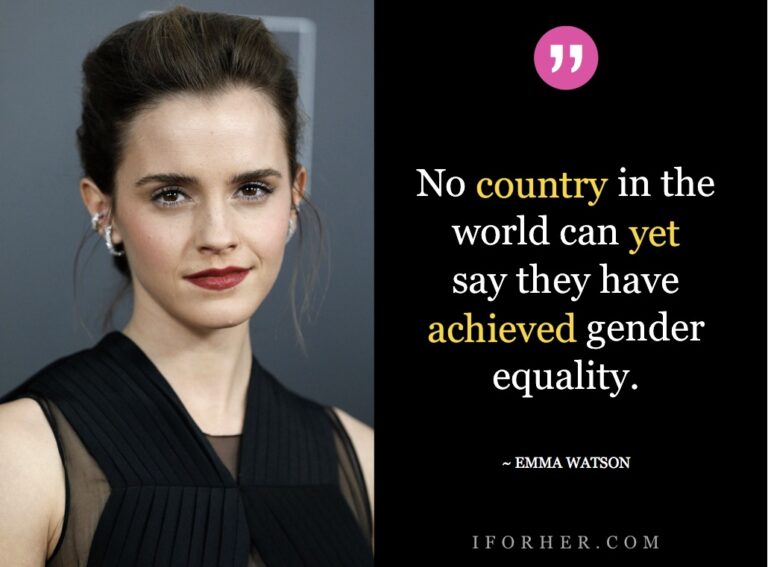 No country in the
world can yet
say they have
achieved gender
equality.
~ EMMA WATSON
IFORHER.COM